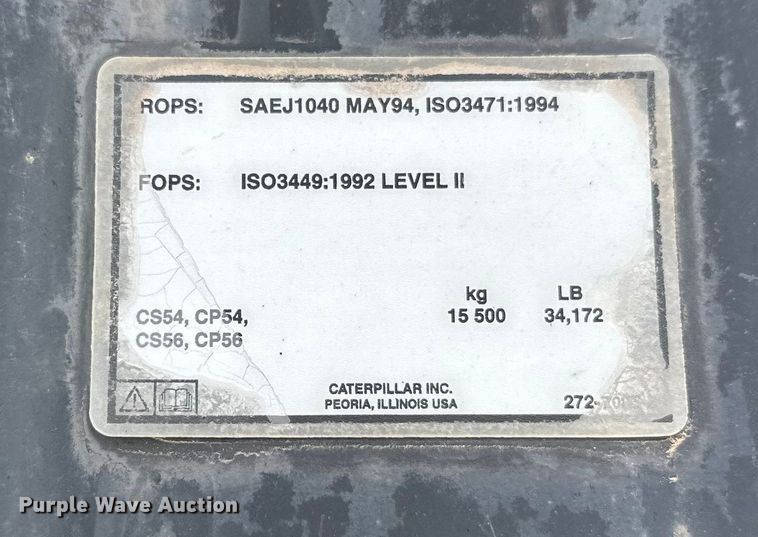 ROPS: SAEJ1040 MAY94, ISO3471:1994
FOPS: ISO3449:1992 LEVEL II
kg LB
CS54, CP54, 15 500 34,172
CS56, CP56
CATERPILLAR INC.
PEORIA, ILLINOIS USA
Purple Wave Auction